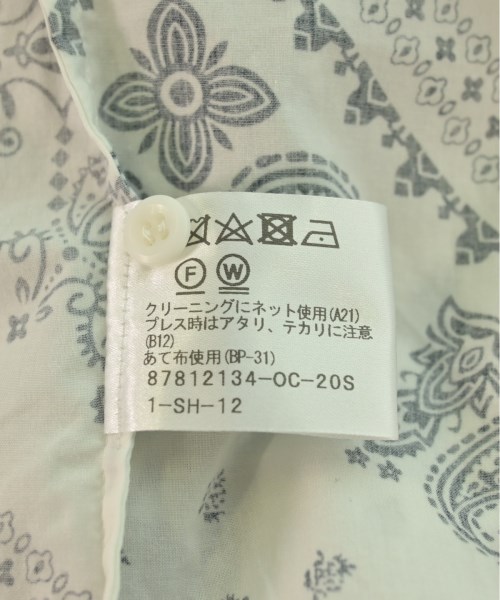 F W
クリーニングにネット使用(A21)
プレス時はアタリ、テカリに注意
(B12)
あて布使用(BP-31)
87812134-OC-20S
1-SH-12